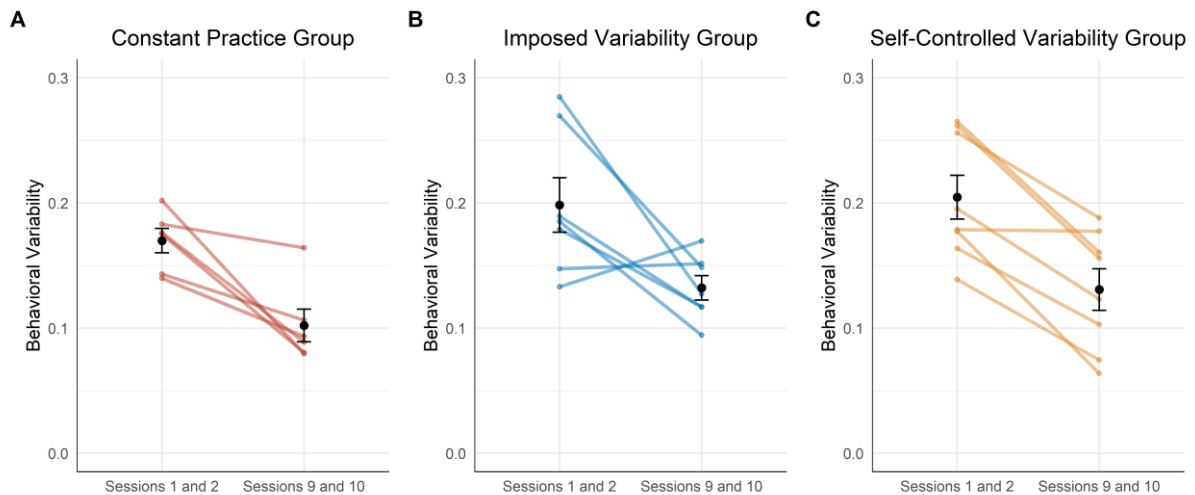 A
Constant Practice Group
Behavioral Variability
0.3
0.2
0.1
0.0
Sessions 1 and 2
Sessions 9 and 10
B
Imposed Variability Group
Behavioral Variability
0.3
0.2
0.1
0.0
Sessions 1 and 2
Sessions 9 and 10
C
Self-Controlled Variability Group
Behavioral Variability
0.3
0.2
0.1
0.0
Sessions 1 and 2
Sessions 9 and 10